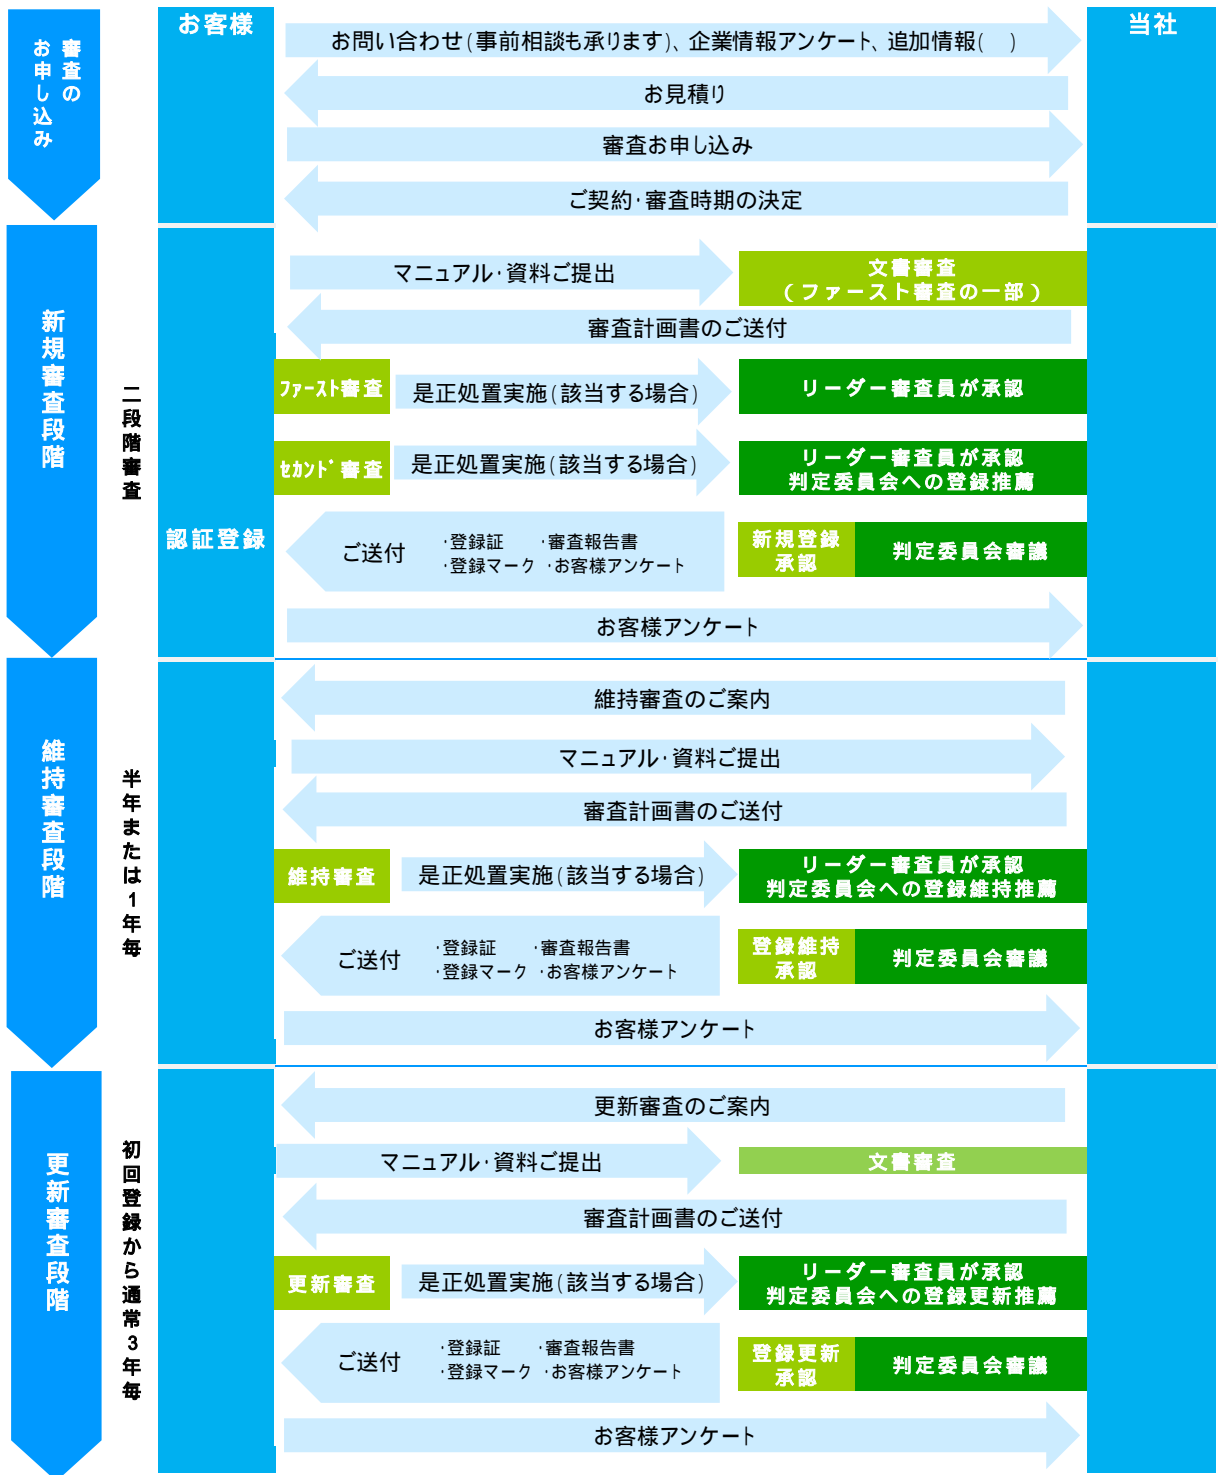 お客様
当社
審査の
お申し込み
お問い合わせ(事前相談も承ります)、企業情報アンケート、追加情報(　)
お見積り
審査お申し込み
ご契約・審査時期の決定
新規審査段階
二段階審査
マニュアル・資料ご提出
文書審査
(ファースト審査の一部)
審査計画書のご送付
ファースト審査
是正処置実施(該当する場合)
リーダー審査員が承認
セカンド審査
是正処置実施(該当する場合)
リーダー審査員が承認
判定委員会への登録推薦
認証登録
ご送付
・登録証　・審査報告書
・登録マーク　・お客様アンケート
新規登録
承認
判定委員会審議
お客様アンケート
維持審査段階
半年または1年毎
維持審査のご案内
マニュアル・資料ご提出
審査計画書のご送付
維持審査
是正処置実施(該当する場合)
リーダー審査員が承認
判定委員会への登録維持推薦
ご送付
・登録証　・審査報告書
・登録マーク　・お客様アンケート
登録維持
承認
判定委員会審議
お客様アンケート
更新審査段階
初回登録から通常3年毎
更新審査のご案内
マニュアル・資料ご提出
文書審査
審査計画書のご送付
更新審査
是正処置実施(該当する場合)
リーダー審査員が承認
判定委員会への登録更新推薦
ご送付
・登録証　・審査報告書
・登録マーク　・お客様アンケート
登録更新
承認
判定委員会審議
お客様アンケート